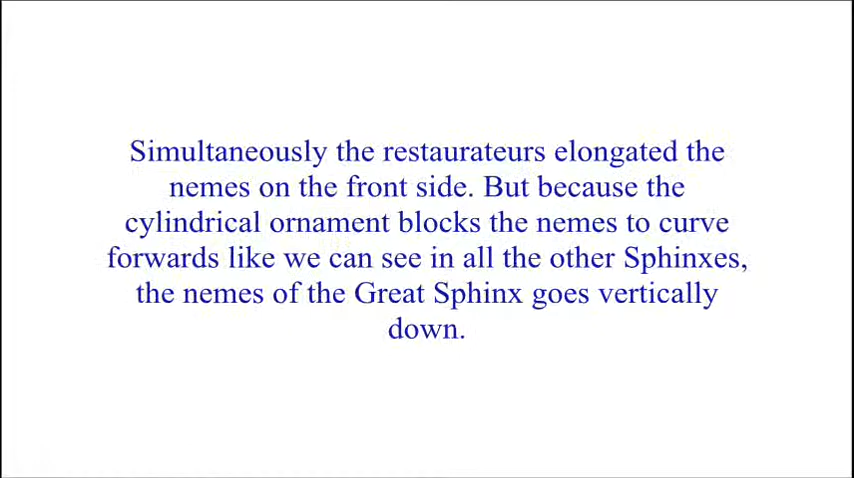 Simultaneously the restaurateurs elongated the
nemes on the front side. But because the
cylindrical ornament blocks the nemes to curve
forwards like we can see in all the other Sphinxes,
the nemes of the Great Sphinx goes vertically
down.